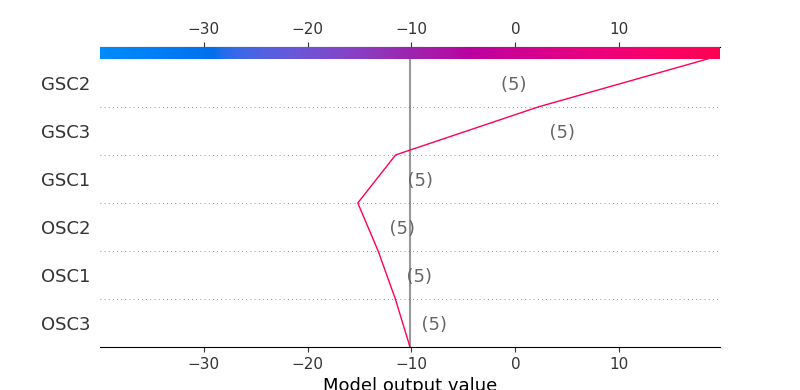 −30 −20 −10 0 10
GSC2 (5)
GSC3 (5)
GSC1 (5)
OSC2 (5)
OSC1 (5)
OSC3 (5)
−30 −20 −10 0 10
Model output value